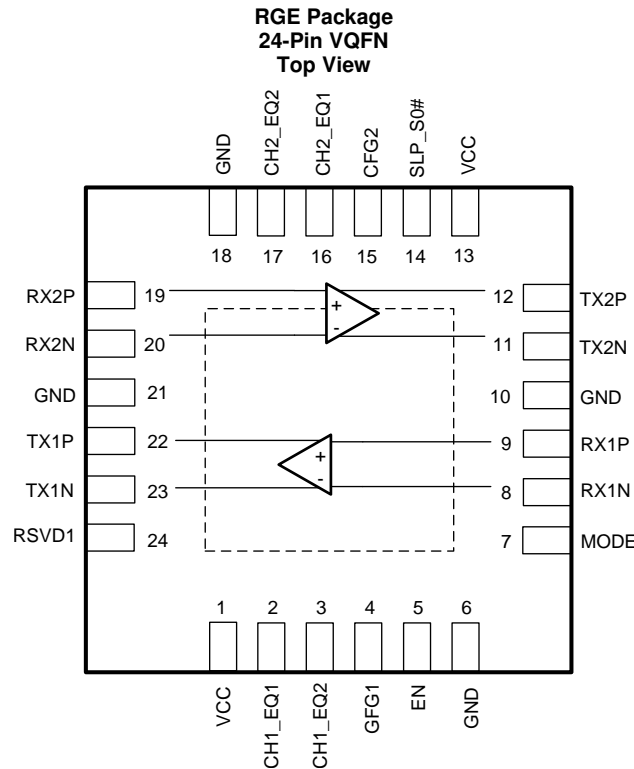 RGE Package
24-Pin VQFN
Top View
GND
CH2_EQ2
CH2_EQ1
CFG2
SLP_S0#
VCC
18
17
16
15
14
13
RX2P
19
+
12
TX2P
RX2N
20
-
11
TX2N
GND
21
10
GND
TX1P
22
+
9
RX1P
TX1N
23
-
8
RX1N
RSVD1
24
7
MODE
1
2
3
4
5
6
VCC
CH1_EQ1
CH1_EQ2
GFG1
EN
GND